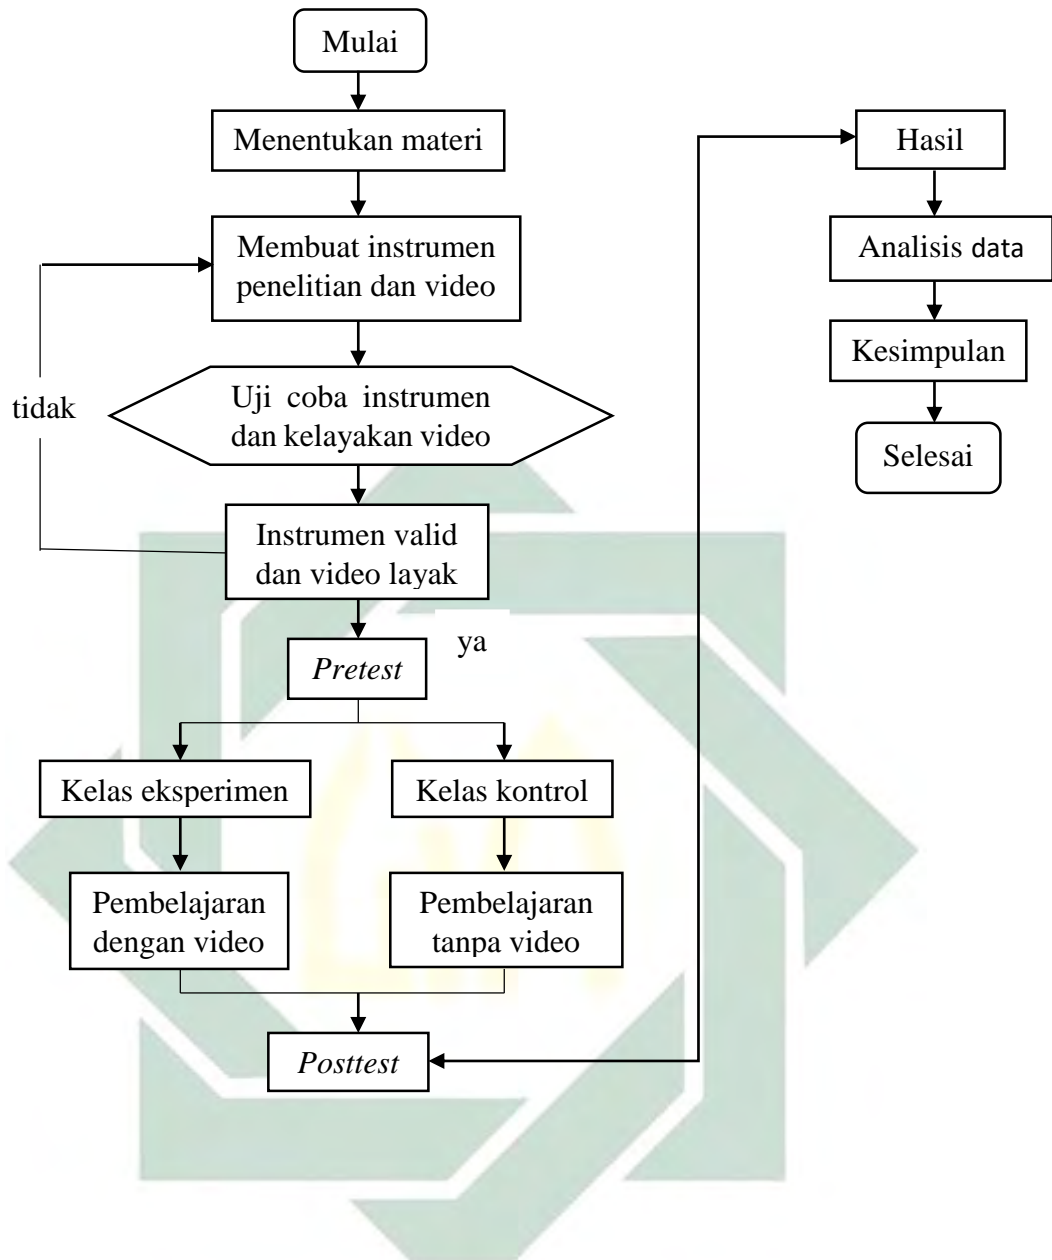 Mulai
Menentukan materi
Membuat instrumen
penelitian dan video
tidak
Uji coba instrumen
dan kelayakan video
Instrumen valid
dan video layak
ya
Pretest
Kelas eksperimen
Kelas kontrol
Pembelajaran
dengan video
Pembelajaran
tanpa video
Posttest
Hasil
Analisis data
Kesimpulan
Selesai